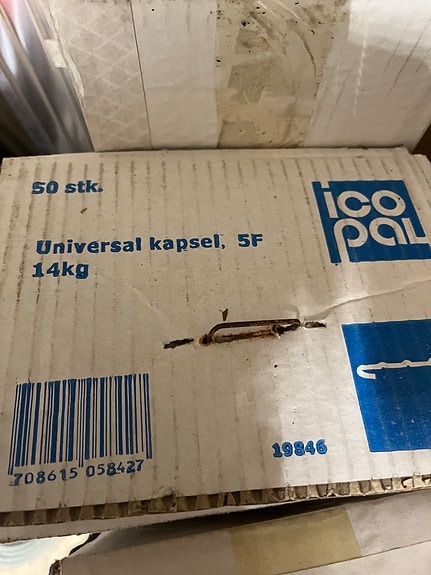 50 stk.
ico
pal
Universal kapsel, 5F
14kg
19846
708615 058427